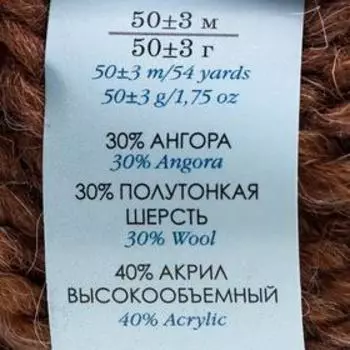 50±3 м
50±3 г
50±3 m/54 yards
50±3 g/1,75 oz
30% АНГОРА
30% Angora
30% ПОЛУТОНКАЯ
ШЕРСТЬ
30% Wool
40% АКРИЛ
ВЫСОКООБЪЕМНЫЙ
40% Acrylic